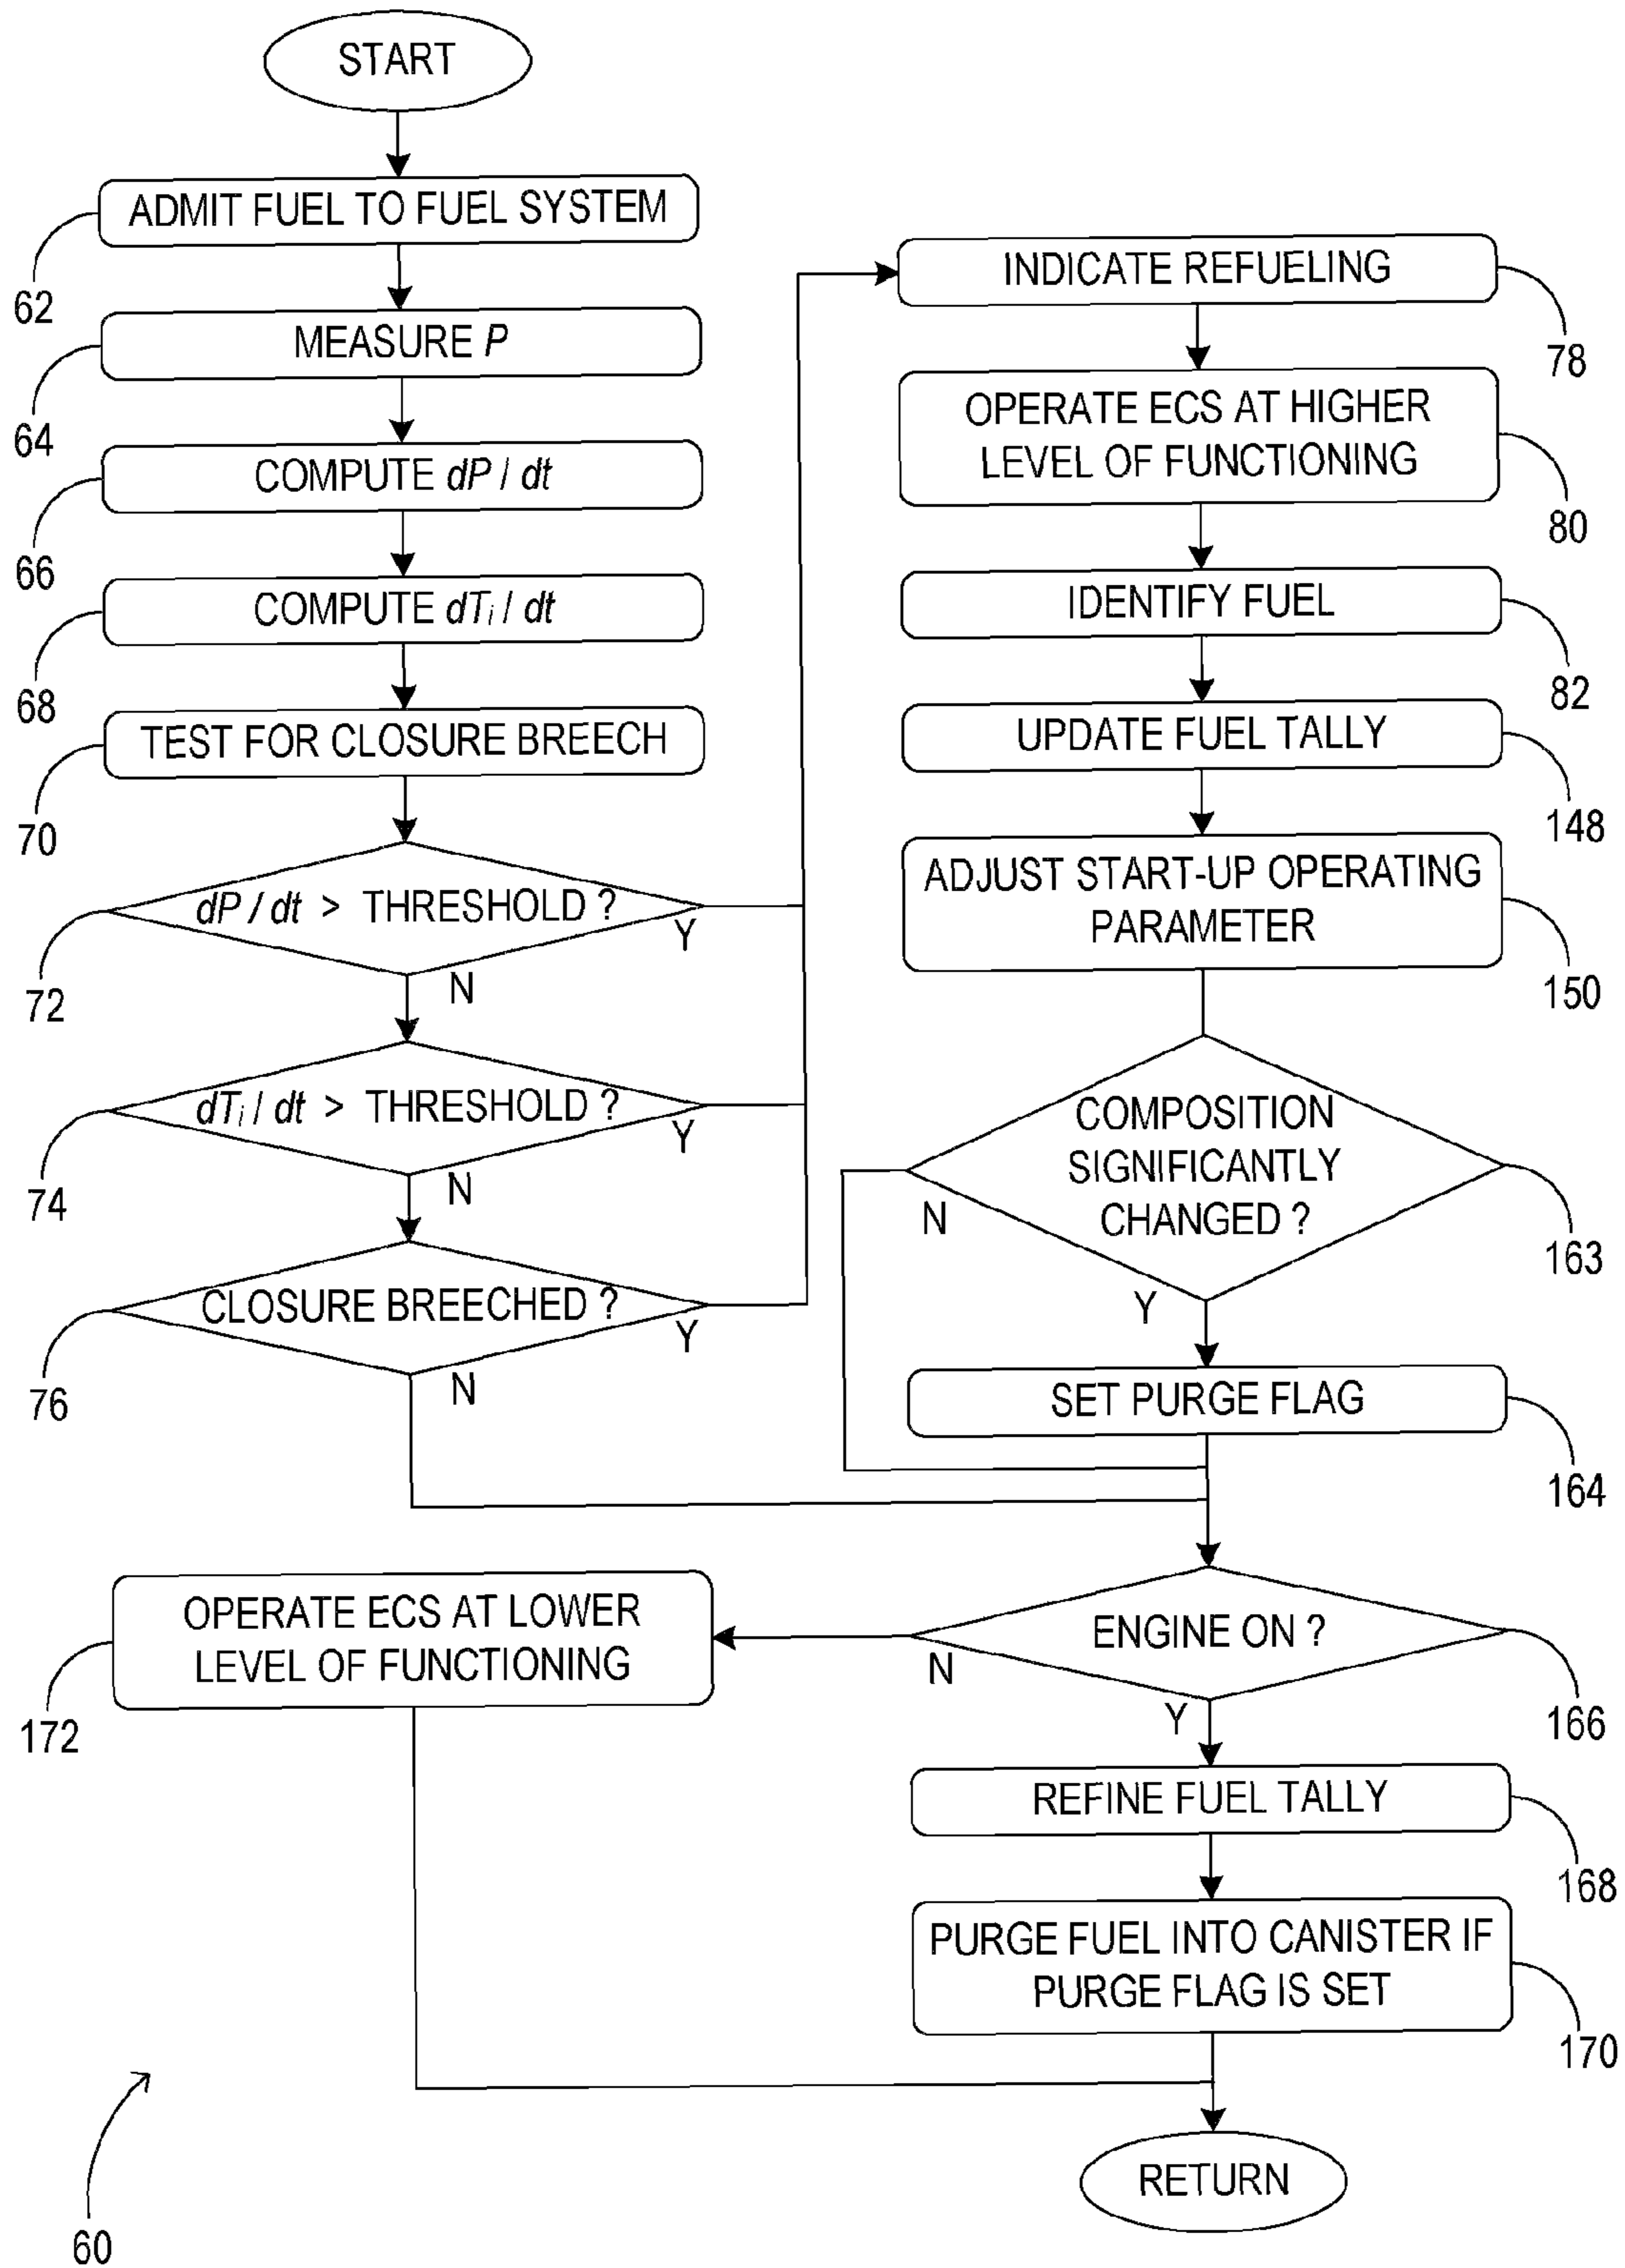 START
ADMIT FUEL TO FUEL SYSTEM
62
MEASURE P
64
COMPUTE dP / dt
66
COMPUTE dTi / dt
68
TEST FOR CLOSURE BREECH
70
dP / dt > THRESHOLD ?
Y
N
72
dTi / dt > THRESHOLD ?
Y
N
74
CLOSURE BREECHED ?
Y
N
76
INDICATE REFUELING
78
OPERATE ECS AT HIGHER
LEVEL OF FUNCTIONING
80
IDENTIFY FUEL
82
UPDATE FUEL TALLY
148
ADJUST START-UP OPERATING
PARAMETER
150
COMPOSITION
SIGNIFICANTLY
CHANGED ?
N
Y
163
SET PURGE FLAG
164
ENGINE ON ?
N
Y
166
OPERATE ECS AT LOWER
LEVEL OF FUNCTIONING
172
REFINE FUEL TALLY
168
PURGE FUEL INTO CANISTER IF
PURGE FLAG IS SET
170
RETURN
60